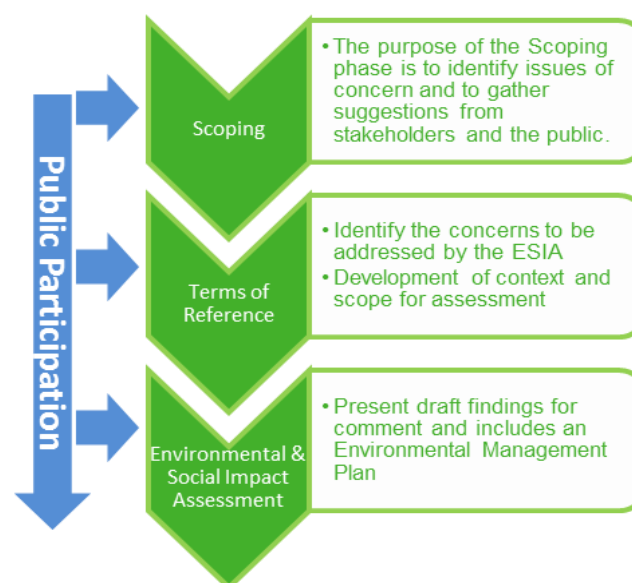 Public Participation
Scoping
• The purpose of the Scoping
phase is to identify issues of
concern and to gather
suggestions from
stakeholders and the public.
Terms of
Reference
• Identify the concerns to be
addressed by the ESIA
• Development of context and
scope for assessment
Environmental &
Social Impact
Assessment
• Present draft findings for
comment and includes an
Environmental Management
Plan